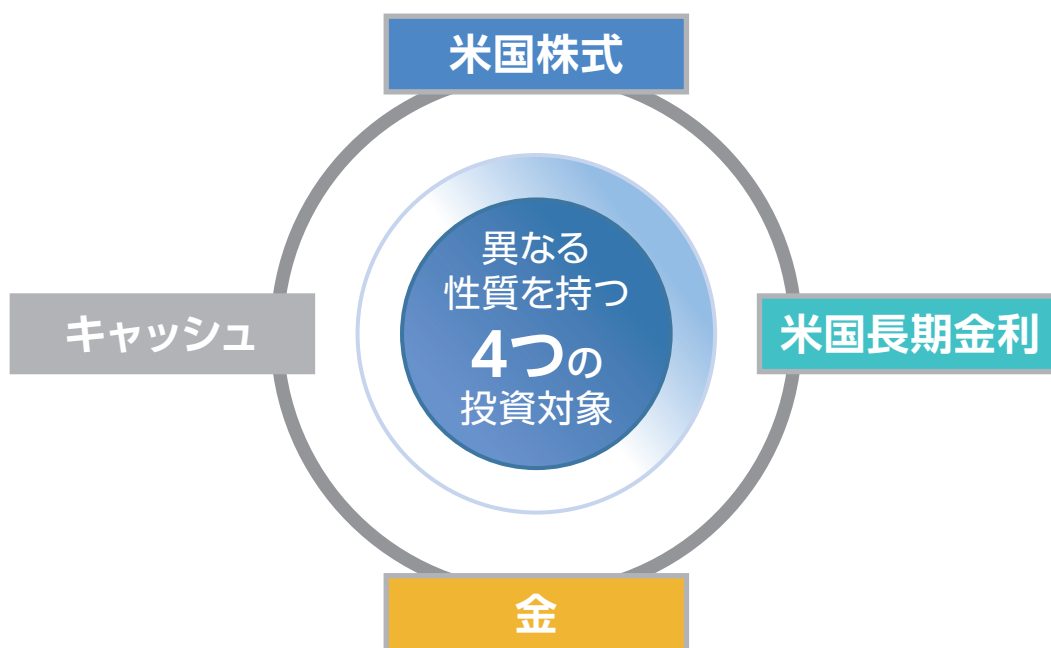 米国株式
異なる
性質を持つ
4つの
投資対象
キャッシュ
米国長期金利
金